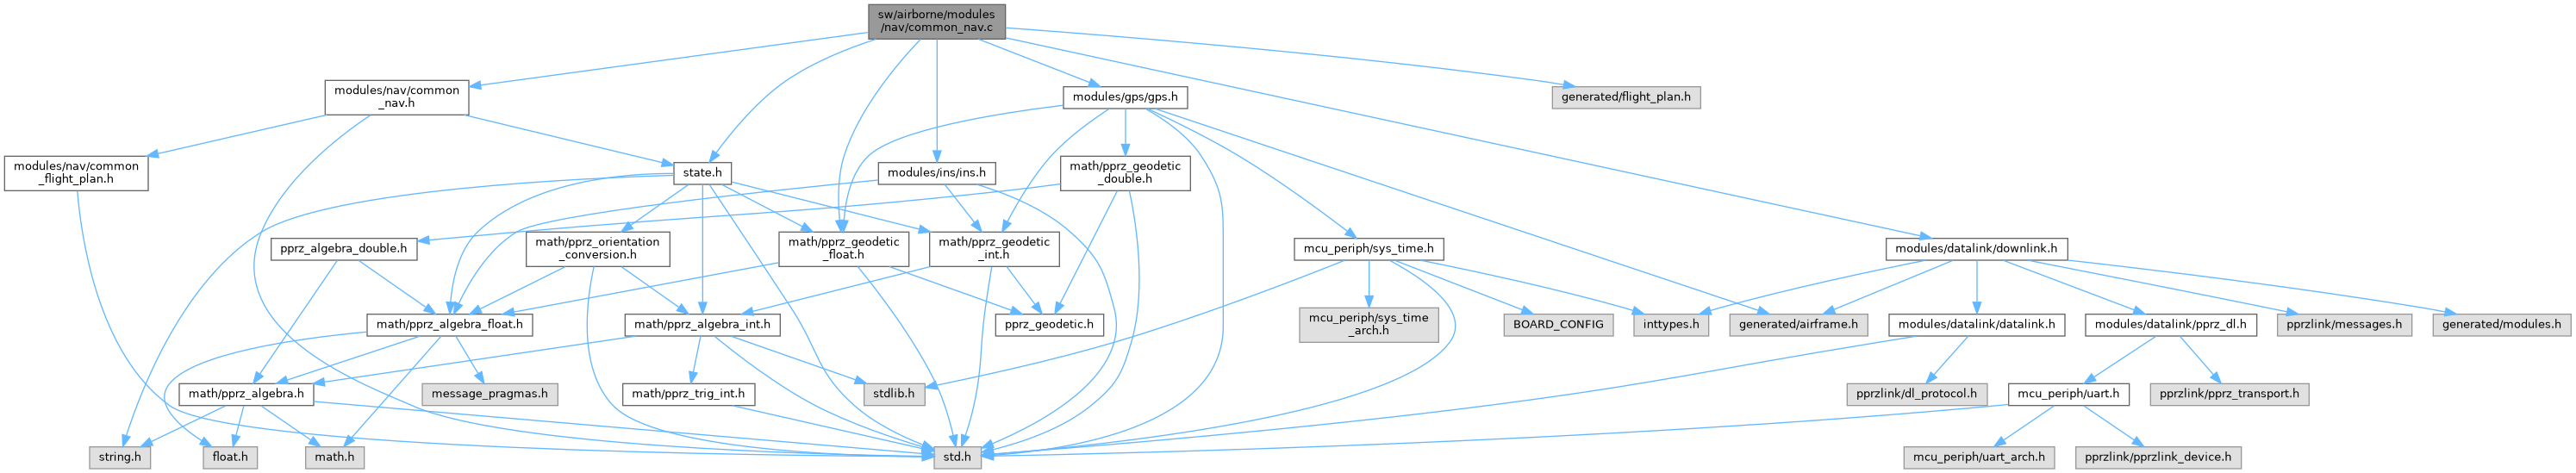 sw/airborne/modules
/nav/common_nav.c
modules/nav/common
_nav.h
modules/gps/gps.h
generated/flight_plan.h
modules/nav/common
_flight_plan.h
state.h
modules/ins/ins.h
math/pprz_geodetic
_double.h
pprz_algebra_double.h
math/pprz_orientation
_conversion.h
math/pprz_geodetic
_float.h
math/pprz_geodetic
_int.h
mcu_periph/sys_time.h
modules/datalink/downlink.h
math/pprz_algebra_float.h
math/pprz_algebra_int.h
pprz_geodetic.h
mcu_periph/sys_time
_arch.h
BOARD_CONFIG
inttypes.h
generated/airframe.h
modules/datalink/datalink.h
modules/datalink/pprz_dl.h
pprzlink/messages.h
generated/modules.h
math/pprz_algebra.h
message_pragmas.h
math/pprz_trig_int.h
stdlib.h
pprzlink/dl_protocol.h
mcu_periph/uart.h
pprzlink/pprz_transport.h
string.h
float.h
math.h
std.h
mcu_periph/uart_arch.h
pprzlink/pprzlink_device.h